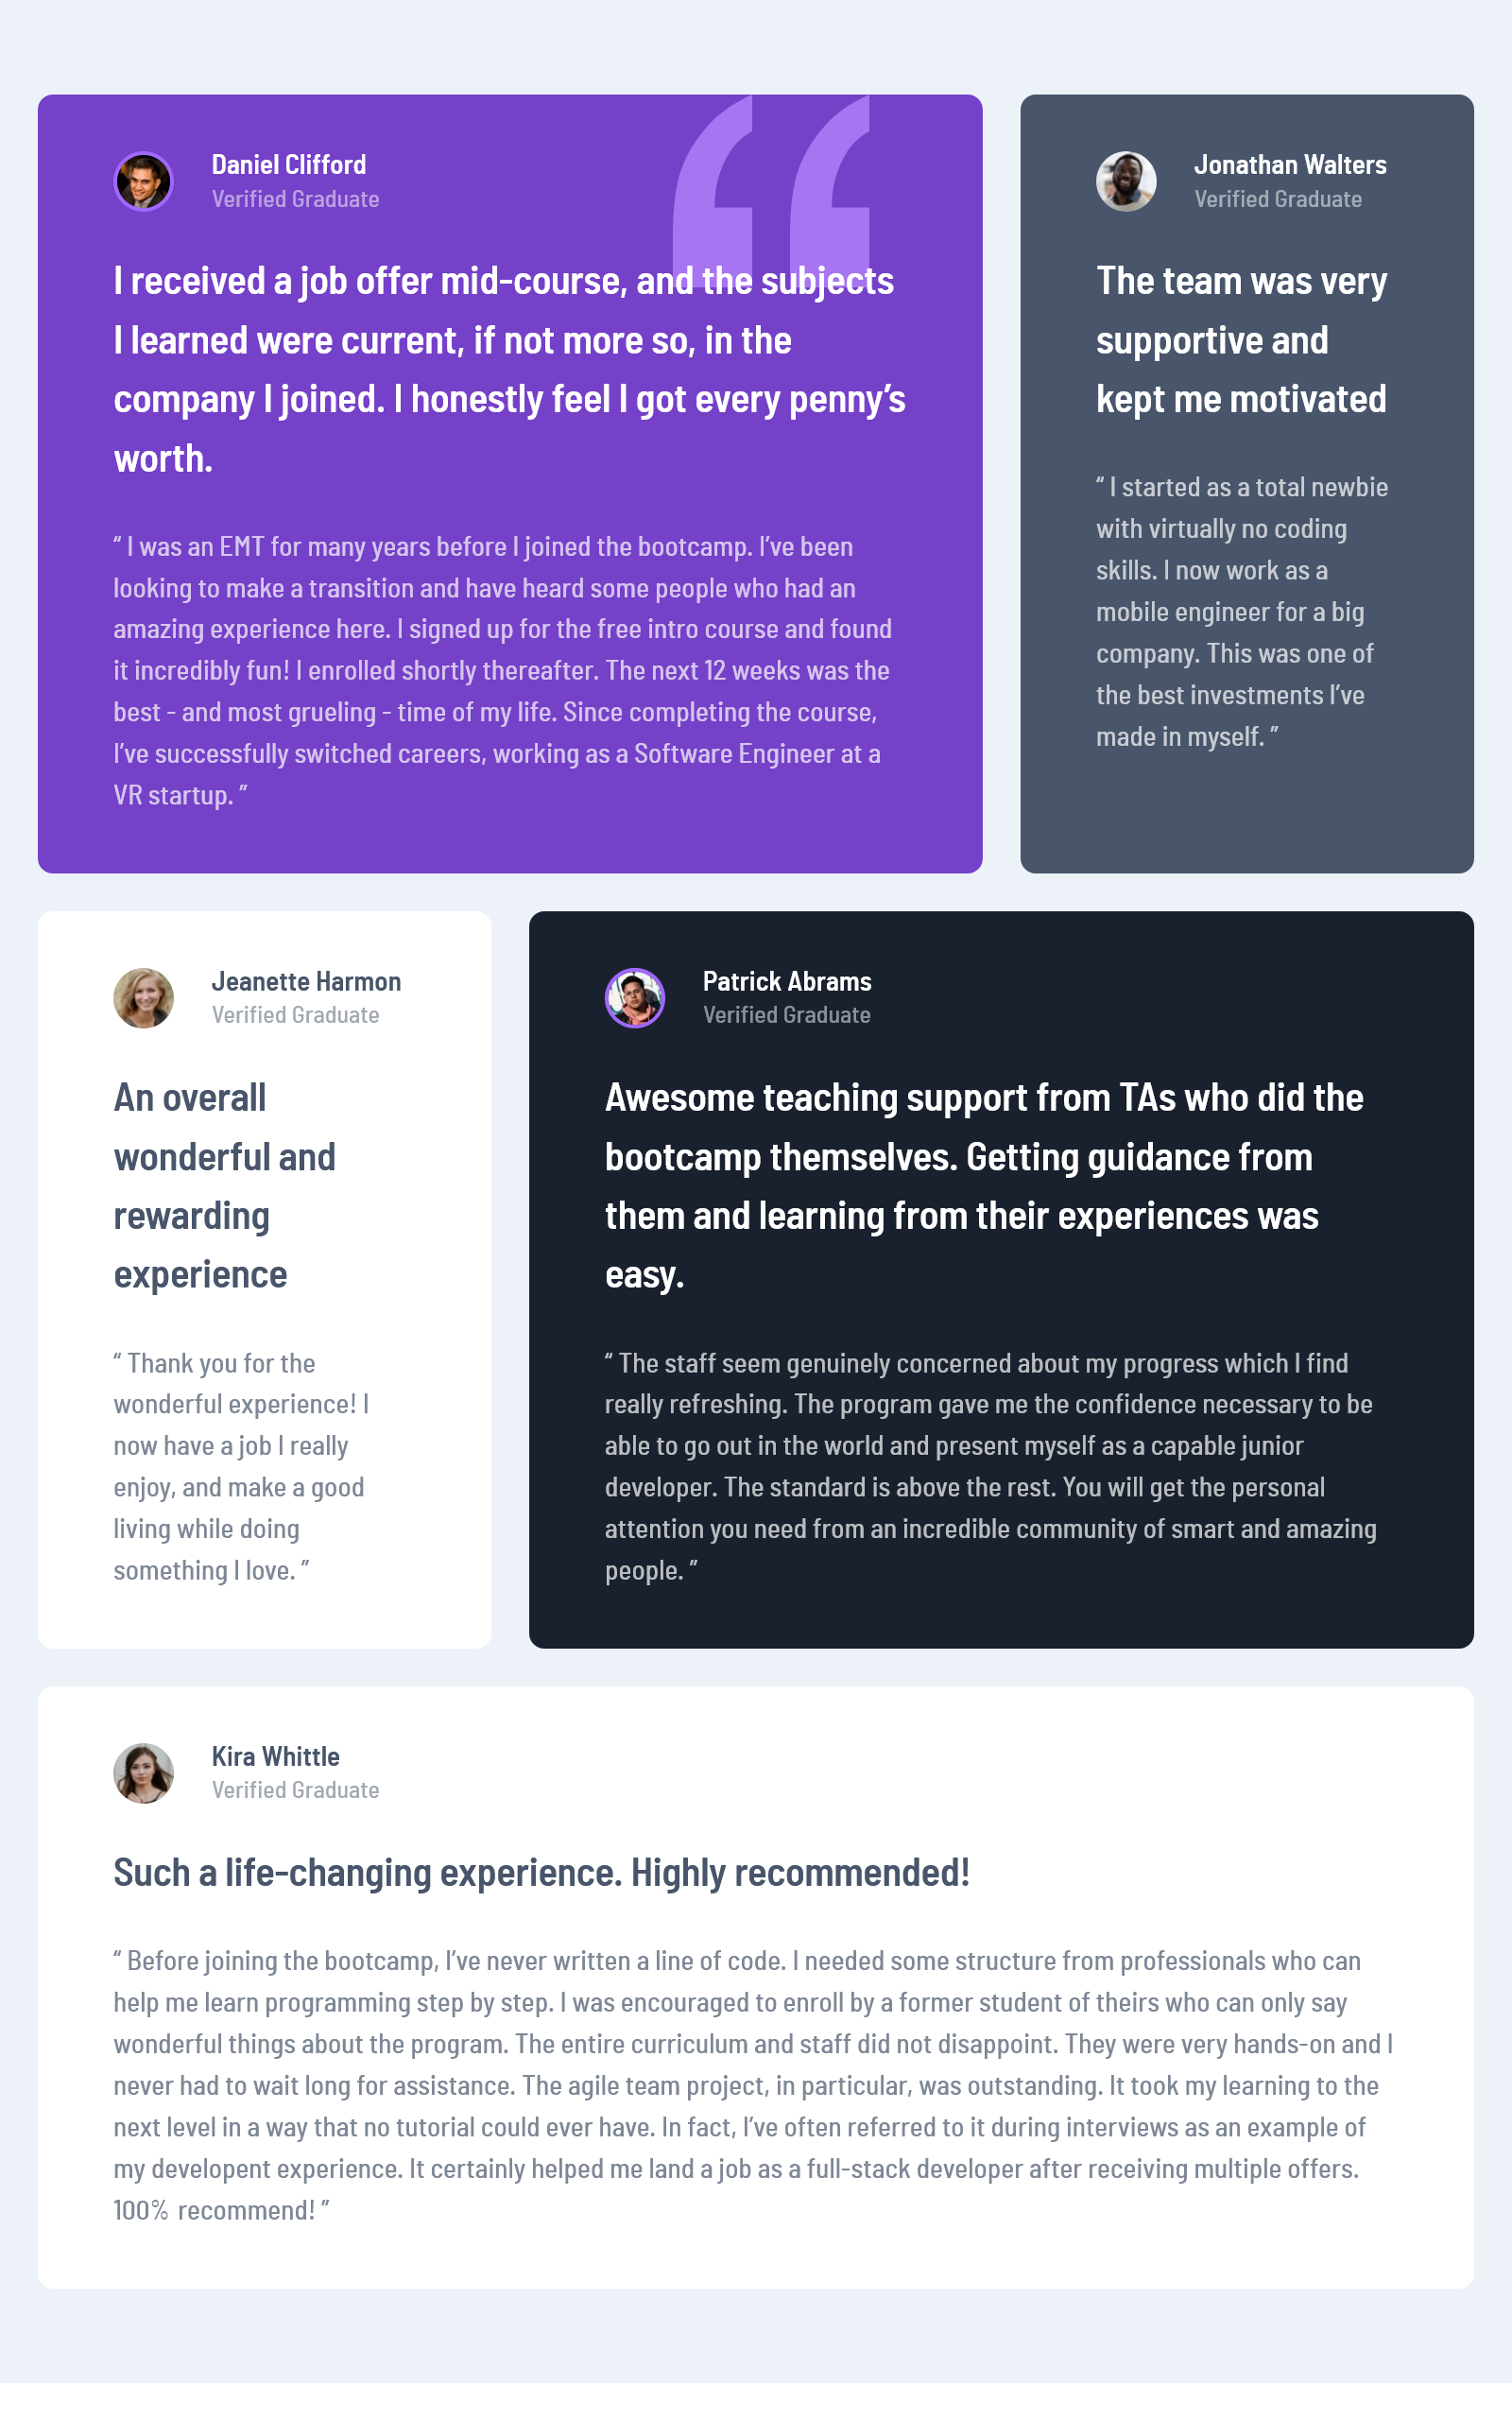 Daniel Clifford
Verified Graduate
I received a job offer mid-course, and the subjects
I learned were current, if not more so, in the
company I joined. I honestly feel I got every penny’s
worth.
“ I was an EMT for many years before I joined the bootcamp. I’ve been
looking to make a transition and have heard some people who had an
amazing experience here. I signed up for the free intro course and found
it incredibly fun! I enrolled shortly thereafter. The next 12 weeks was the
best - and most grueling - time of my life. Since completing the course,
I’ve successfully switched careers, working as a Software Engineer at a
VR startup. ”
Jonathan Walters
Verified Graduate
The team was very
supportive and
kept me motivated
“ I started as a total newbie
with virtually no coding
skills. I now work as a
mobile engineer for a big
company. This was one of
the best investments I’ve
made in myself. ”
Jeanette Harmon
Verified Graduate
An overall
wonderful and
rewarding
experience
“ Thank you for the
wonderful experience! I
now have a job I really
enjoy, and make a good
living while doing
something I love. ”
Patrick Abrams
Verified Graduate
Awesome teaching support from TAs who did the
bootcamp themselves. Getting guidance from
them and learning from their experiences was
easy.
“ The staff seem genuinely concerned about my progress which I find
really refreshing. The program gave me the confidence necessary to be
able to go out in the world and present myself as a capable junior
developer. The standard is above the rest. You will get the personal
attention you need from an incredible community of smart and amazing
people. ”
Kira Whittle
Verified Graduate
Such a life-changing experience. Highly recommended!
“ Before joining the bootcamp, I’ve never written a line of code. I needed some structure from professionals who can
help me learn programming step by step. I was encouraged to enroll by a former student of theirs who can only say
wonderful things about the program. The entire curriculum and staff did not disappoint. They were very hands-on and I
never had to wait long for assistance. The agile team project, in particular, was outstanding. It took my learning to the
next level in a way that no tutorial could ever have. In fact, I’ve often referred to it during interviews as an example of
my developent experience. It certainly helped me land a job as a full-stack developer after receiving multiple offers.
100% recommend! ”